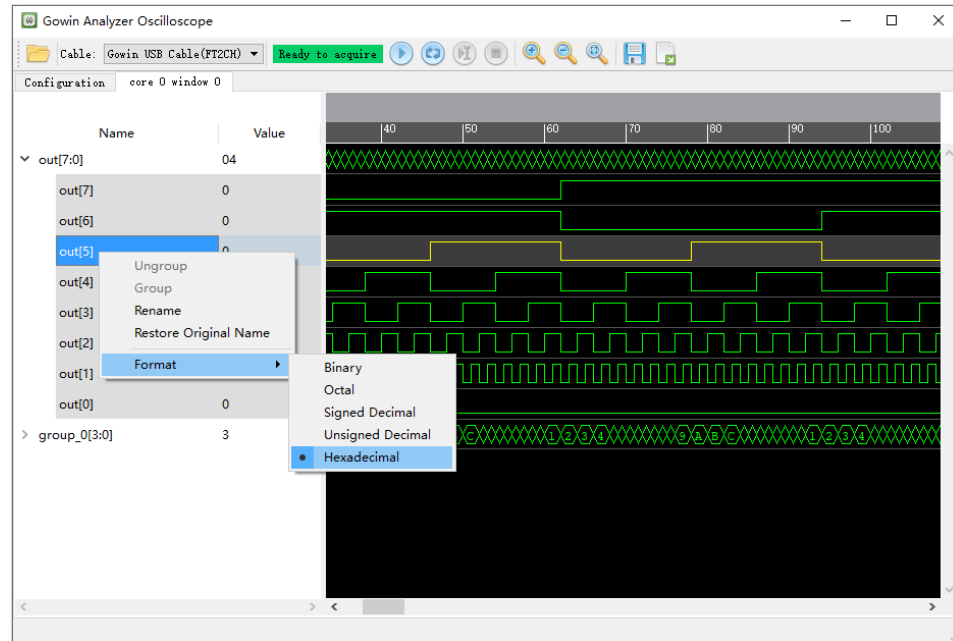 Gowin Analyzer Oscilloscope
Cable: Gowin USB Cable(FT2CH) Ready to acquire
Configuration core 0 window 0
Name Value 40 50 60 70 80 90 100
out[7:0] 04
out[7] 0
out[6] 0
out[5] 0
Ungroup
out[4]
Group
out[3] Rename
Restore Original Name
out[2]
Format
out[1] Binary
Octal
out[0] 0 Signed Decimal
group_0[3:0] 3 Unsigned Decimal C 1 2 3 4 9 A B C 1 2 3 4
Hexadecimal